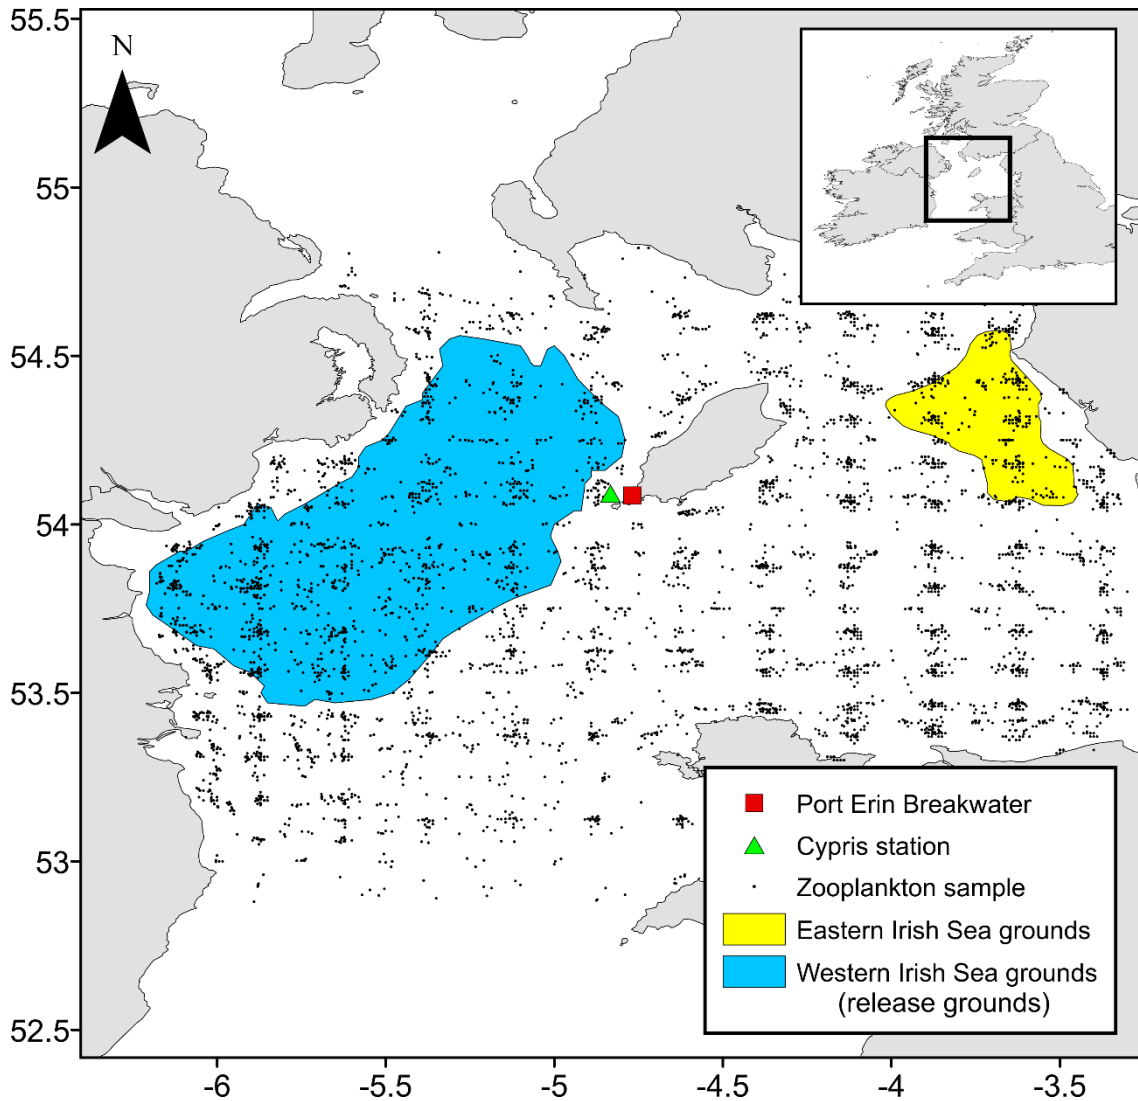 55.5
N
55
54.5
54
53.5
53
52.5
Port Erin Breakwater
Cypris station
Zooplankton sample
Eastern Irish Sea grounds
Western Irish Sea grounds
(release grounds)
-6
-5.5
-5
-4.5
-4
-3.5